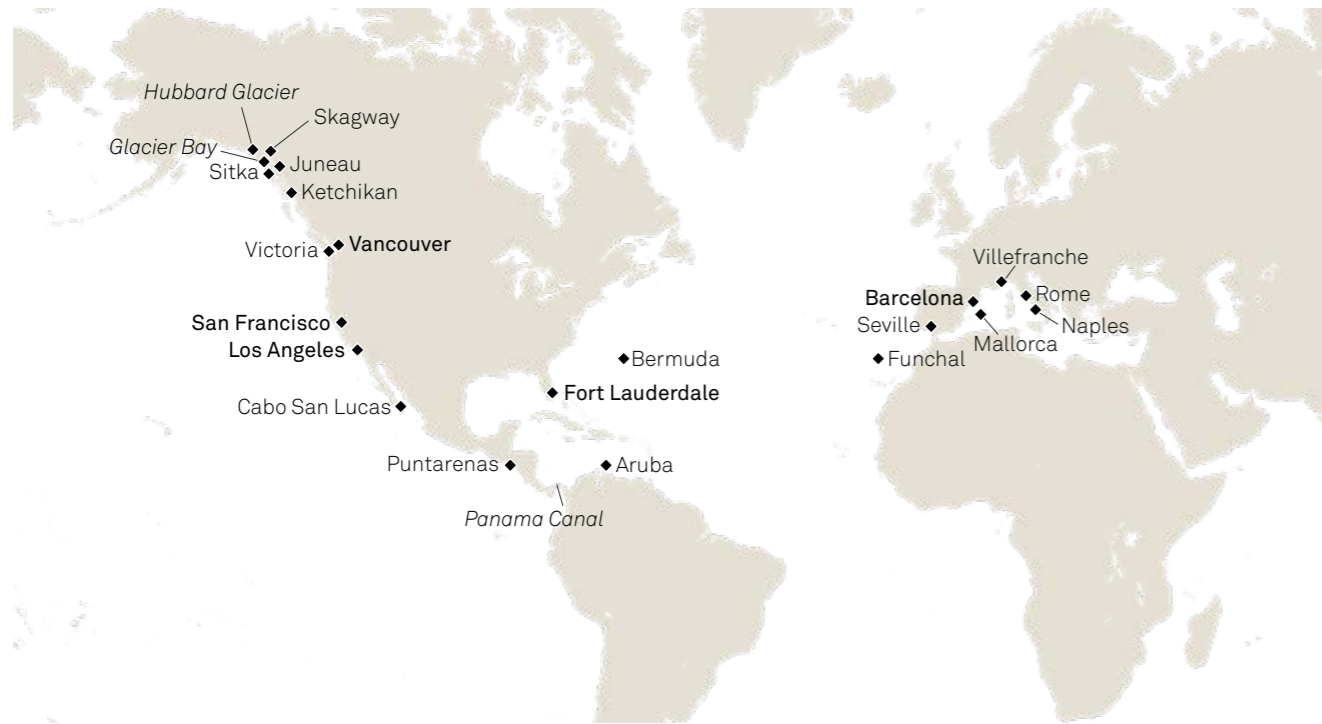 Hubbard Glacier
Skagway
Glacier Bay
Juneau
Sitka
Ketchikan
Victoria
Vancouver
San Francisco
Los Angeles
Cabo San Lucas
Puntarenas
Panama Canal
Aruba
Fort Lauderdale
Bermuda
Villefranche
Barcelona
Rome
Seville
Naples
Mallorca
Funchal